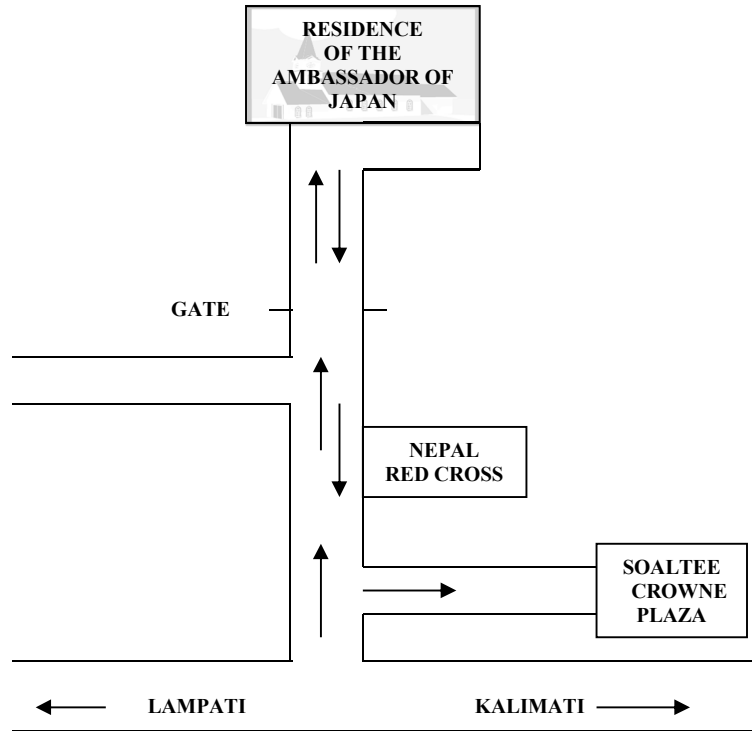 RESIDENCE
OF THE
AMBASSADOR OF
JAPAN
GATE
NEPAL
RED CROSS
SOALTEE
CROWNE
PLAZA
LAMPATI
KALIMATI